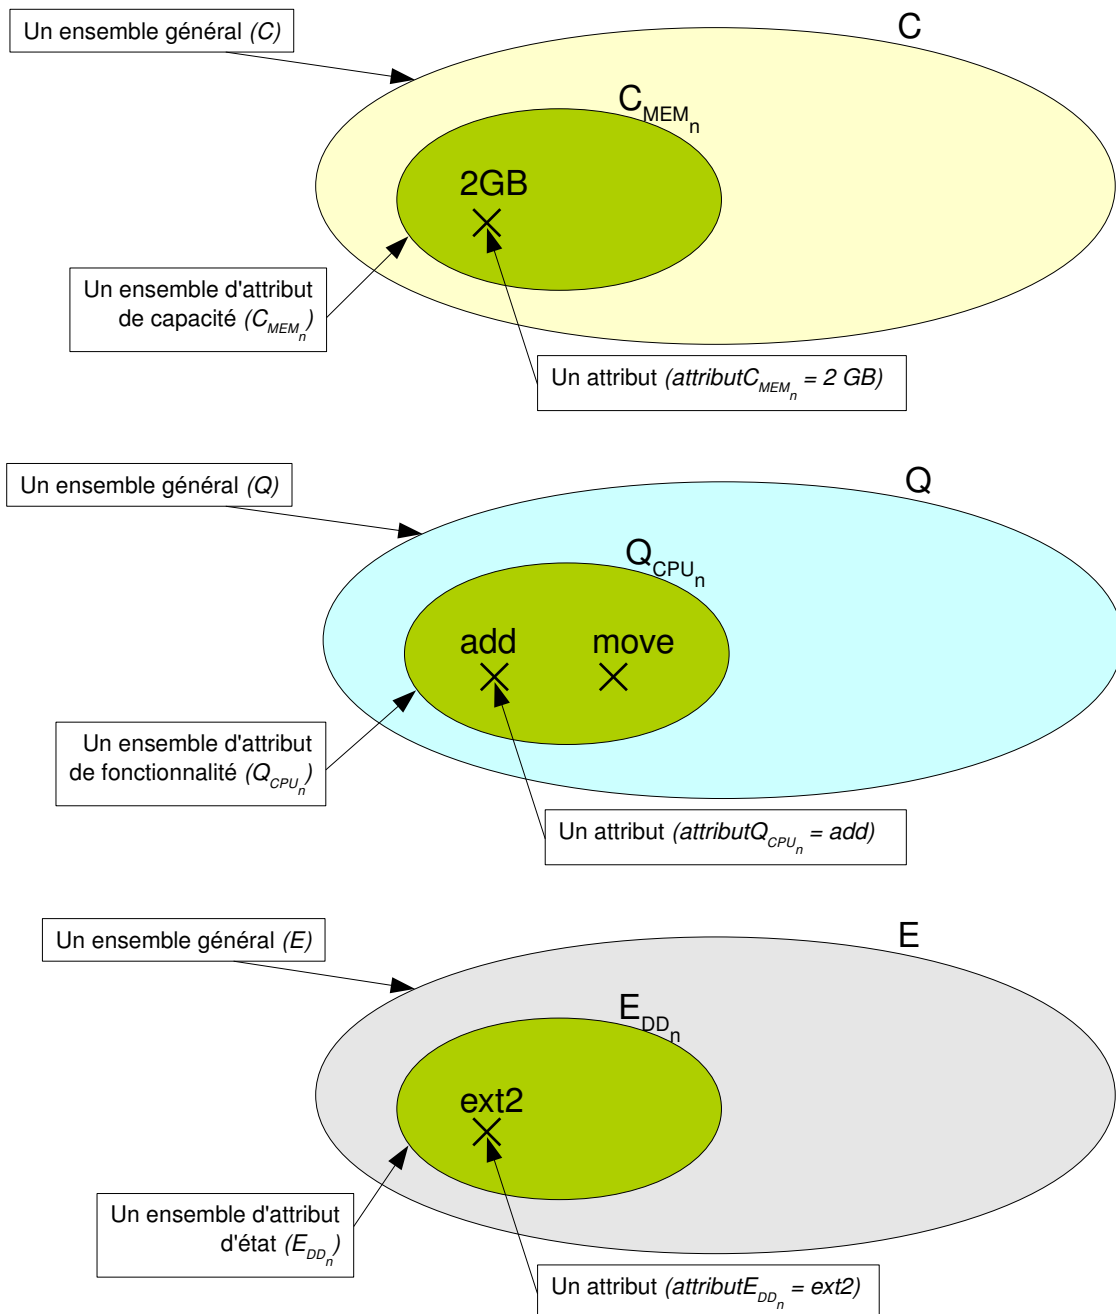 Un ensemble général (C)
C
C_MEM_n
2GB
Un ensemble d'attribut
de capacité (C_MEM_n)
Un attribut (attributC_MEM_n = 2 GB)
Un ensemble général (Q)
Q
Q_CPU_n
add move
Un ensemble d'attribut
de fonctionnalité (Q_CPU_n)
Un attribut (attributQ_CPU_n = add)
Un ensemble général (E)
E
E_DD_n
ext2
Un ensemble d'attribut
d'état (E_DD_n)
Un attribut (attributE_DD_n = ext2)